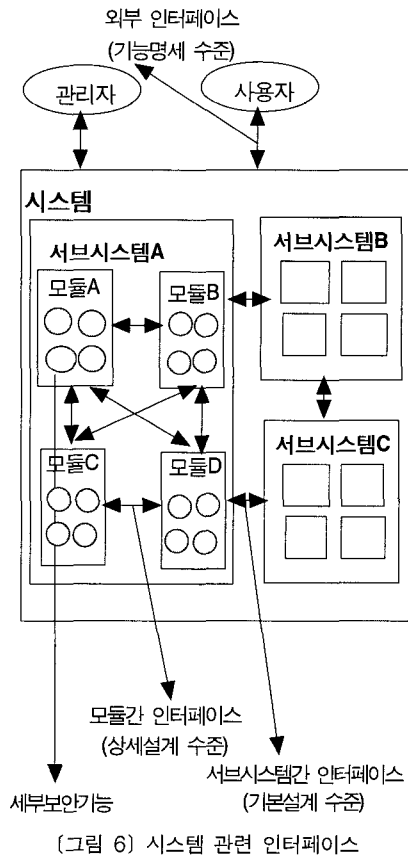 외부 인터페이스
(기능명세 수준)
관리자
사용자
시스템
서브시스템A
서브시스템B
모듈A
모듈B
모듈C
모듈D
서브시스템C
모듈간 인터페이스
(상세설계 수준)
세부보안기능
서브시스템간 인터페이스
(기본설계 수준)
(그림 6) 시스템 관련 인터페이스